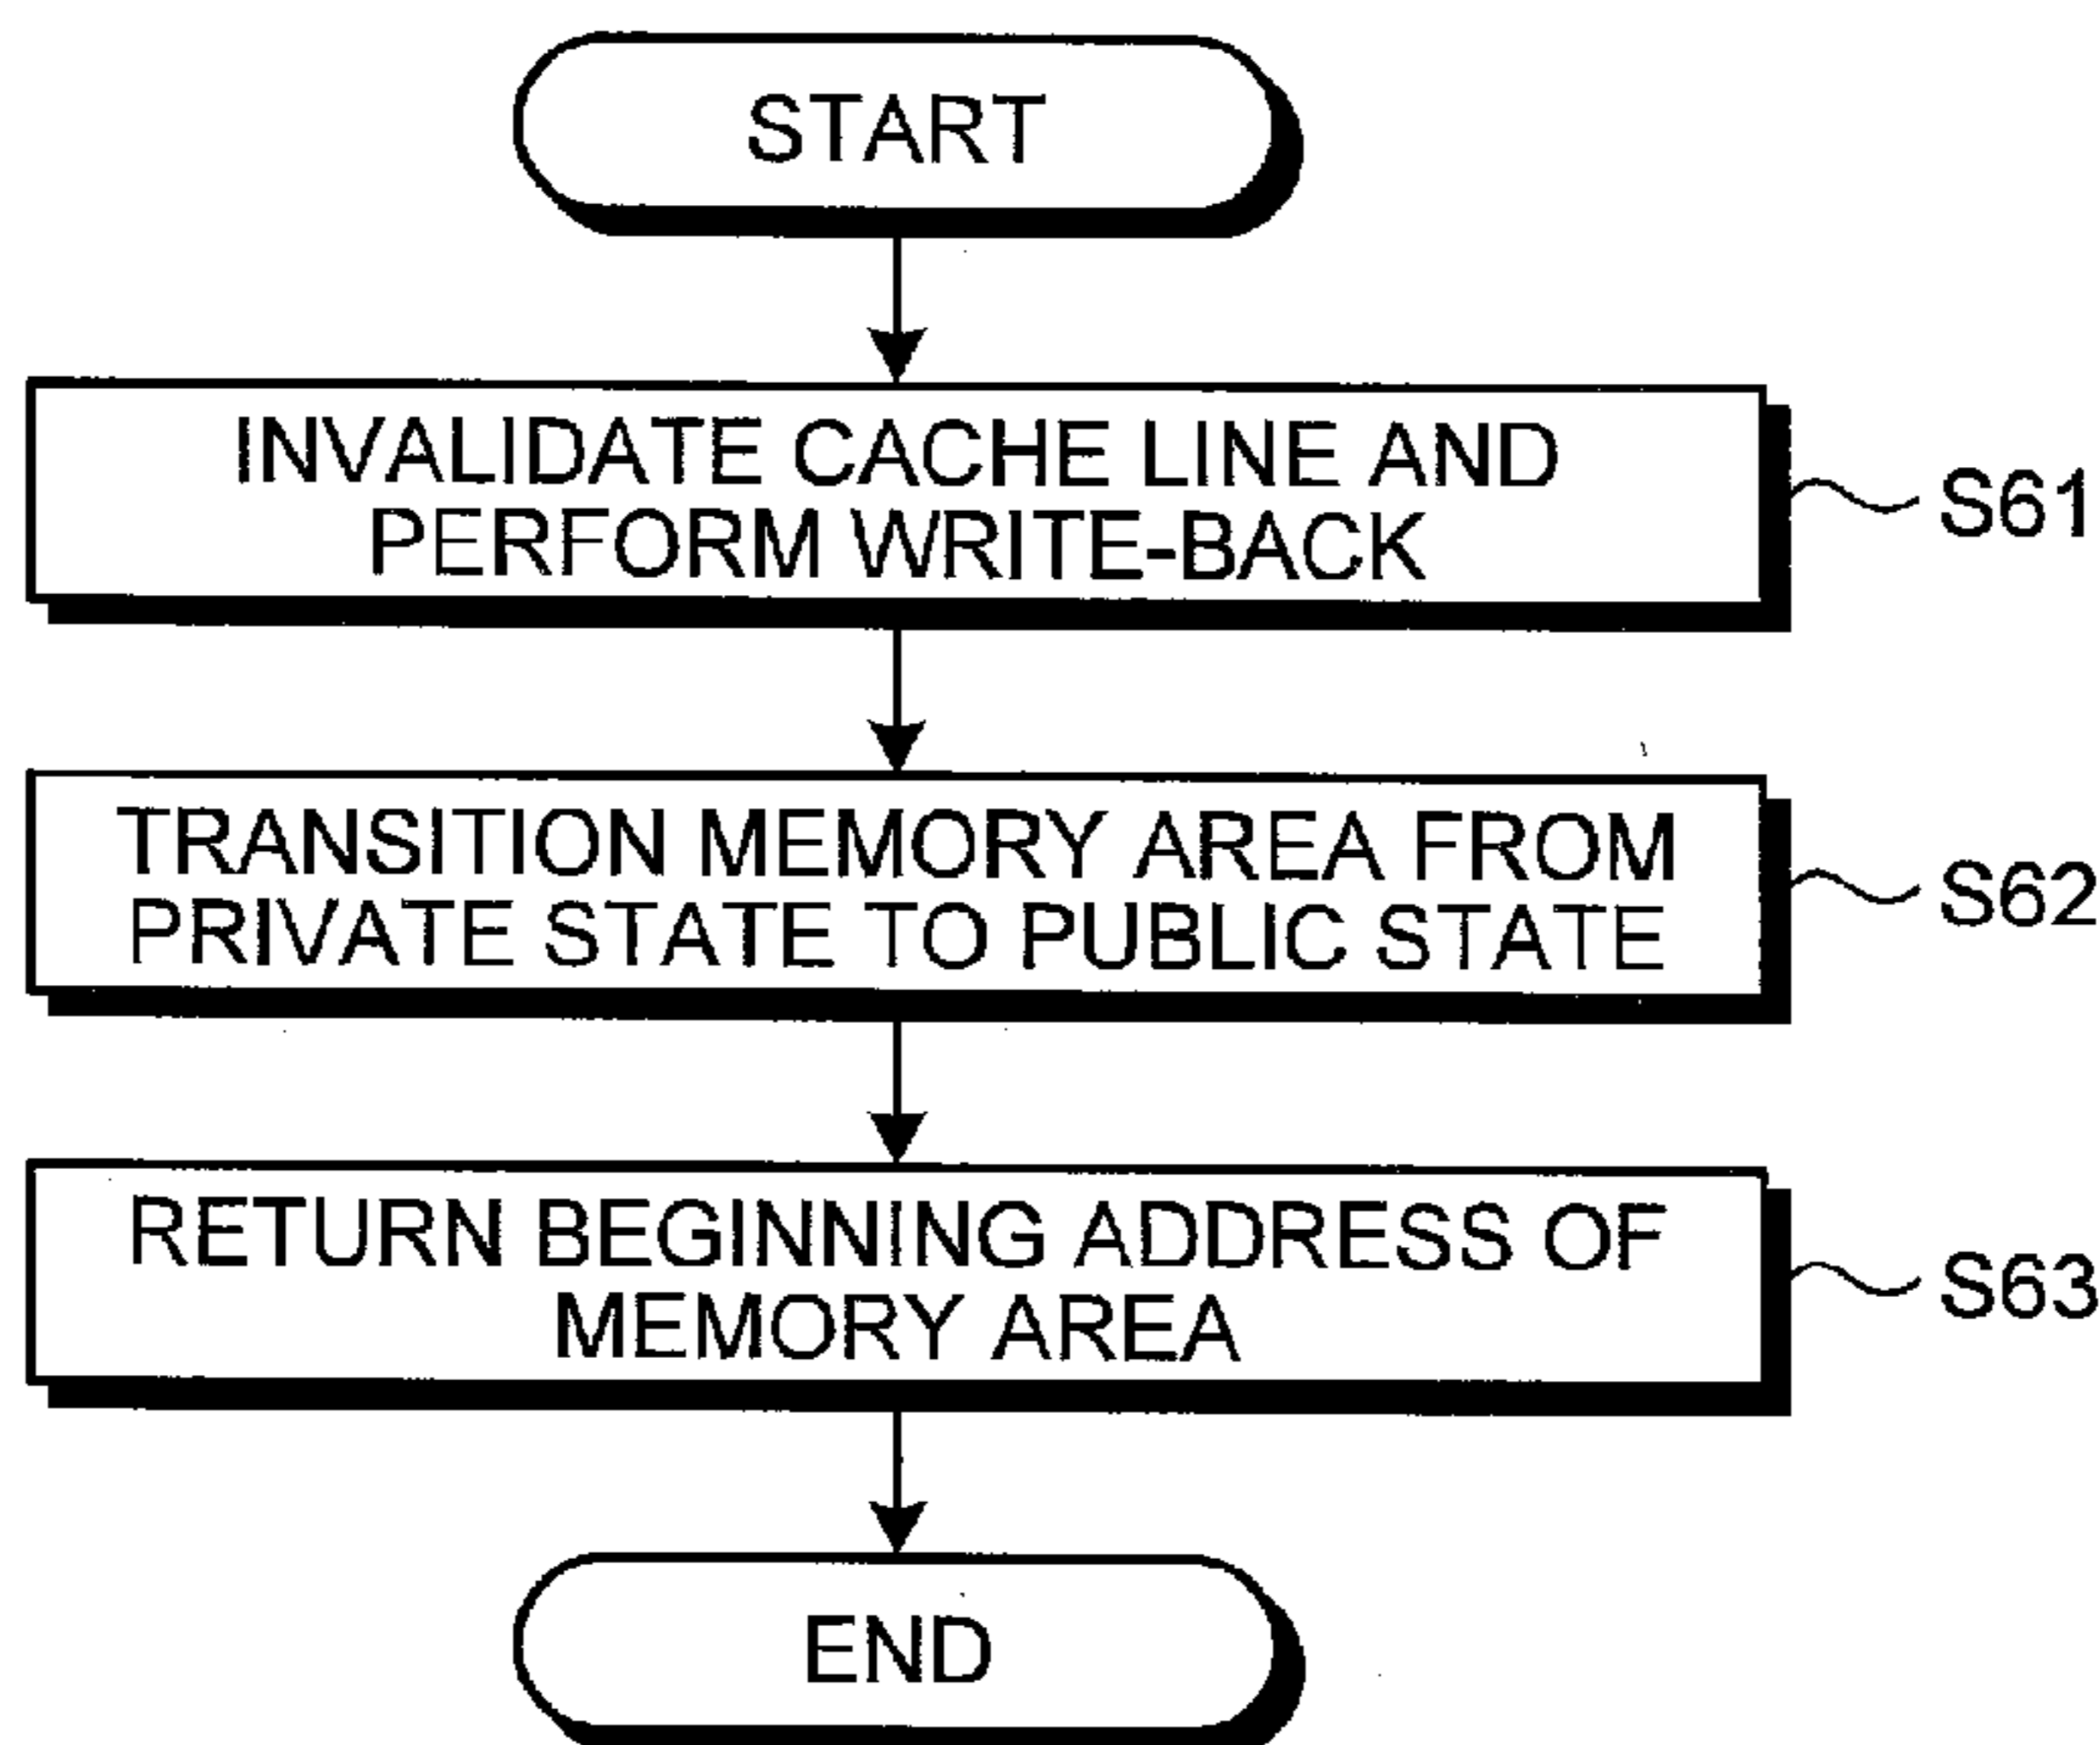 START
INVALIDATE CACHE LINE AND
PERFORM WRITE-BACK
S61
TRANSITION MEMORY AREA FROM
PRIVATE STATE TO PUBLIC STATE
S62
RETURN BEGINNING ADDRESS OF
MEMORY AREA
S63
END